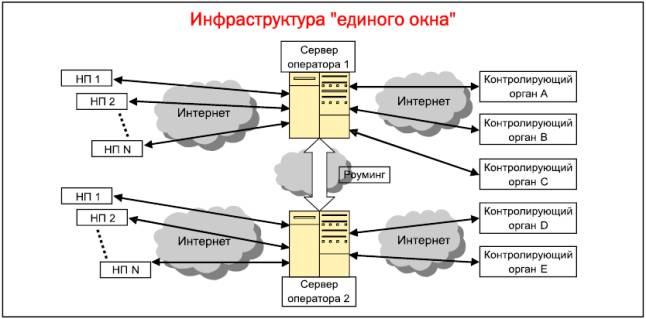 Инфраструктура "единого окна"
Сервер
оператора 1
НП 1
НП 2
НП N
Интернет
Интернет
Контролирующий
орган A
Контролирующий
орган B
Контролирующий
орган C
Роуминг
НП 1
НП 2
НП N
Интернет
Интернет
Контролирующий
орган D
Контролирующий
орган E
Сервер
оператора 2